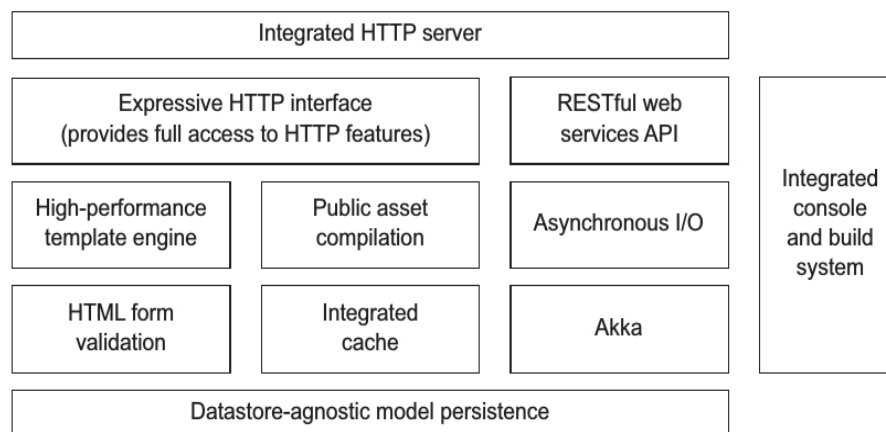 Integrated HTTP server
Expressive HTTP interface
(provides full access to HTTP features)
RESTful web
services API
Integrated
console
and build
system
High-performance
template engine
Public asset
compilation
Asynchronous I/O
HTML form
validation
Integrated
cache
Akka
Datastore-agnostic model persistence